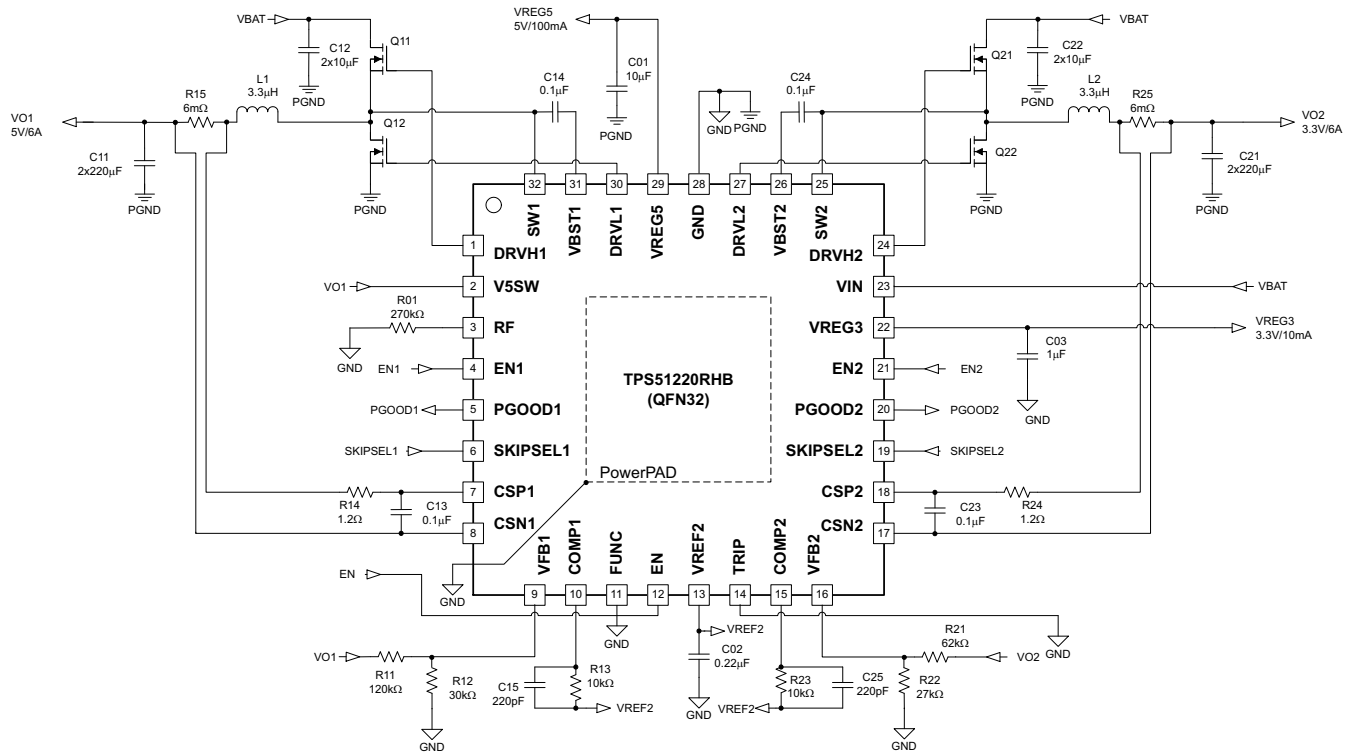 VBAT
VREG5
5V/100mA
VBAT
Q11
C12
2x10µF
C01
10µF
Q21
C22
2x10µF
L1
3.3µH
R15
6mΩ
C14
0.1µF
C24
0.1µF
L2
3.3µH
R25
6mΩ
PGND
PGND
VO1
5V/6A
Q12
PGND
GND
PGND
Q22
VO2
3.3V/6A
C11
2x220µF
C21
2x220µF
PGND
PGND
PGND
PGND
32
31
30
29
28
27
26
25
SW1
VBST1
DRVL1
VREG5
GND
DRVL2
VBST2
SW2
1
DRVH1
DRVH2
24
VO1
2
V5SW
VIN
23
VBAT
R01
270kΩ
3
RF
VREG3
22
VREG3
3.3V/10mA
GND
C03
1µF
EN1
4
EN1
EN2
21
EN2
TPS51220RHB
(QFN32)
PGOOD1
5
PGOOD1
PGOOD2
20
PGOOD2
GND
SKIPSEL1
6
SKIPSEL1
SKIPSEL2
19
SKIPSEL2
PowerPAD
7
CSP1
CSP2
18
R14
1.2Ω
C13
0.1µF
C23
0.1µF
R24
1.2Ω
8
CSN1
CSN2
17
VFB1
COMP1
FUNC
EN
VREF2
TRIP
COMP2
VFB2
EN
GND
9
10
11
12
13
14
15
16
GND
VREF2
GND
VO1
R11
120kΩ
R12
30kΩ
C15
220pF
R13
10kΩ
VREF2
C02
0.22µF
R23
10kΩ
C25
220pF
VREF2
R21
62kΩ
VO2
R22
27kΩ
GND
GND
GND